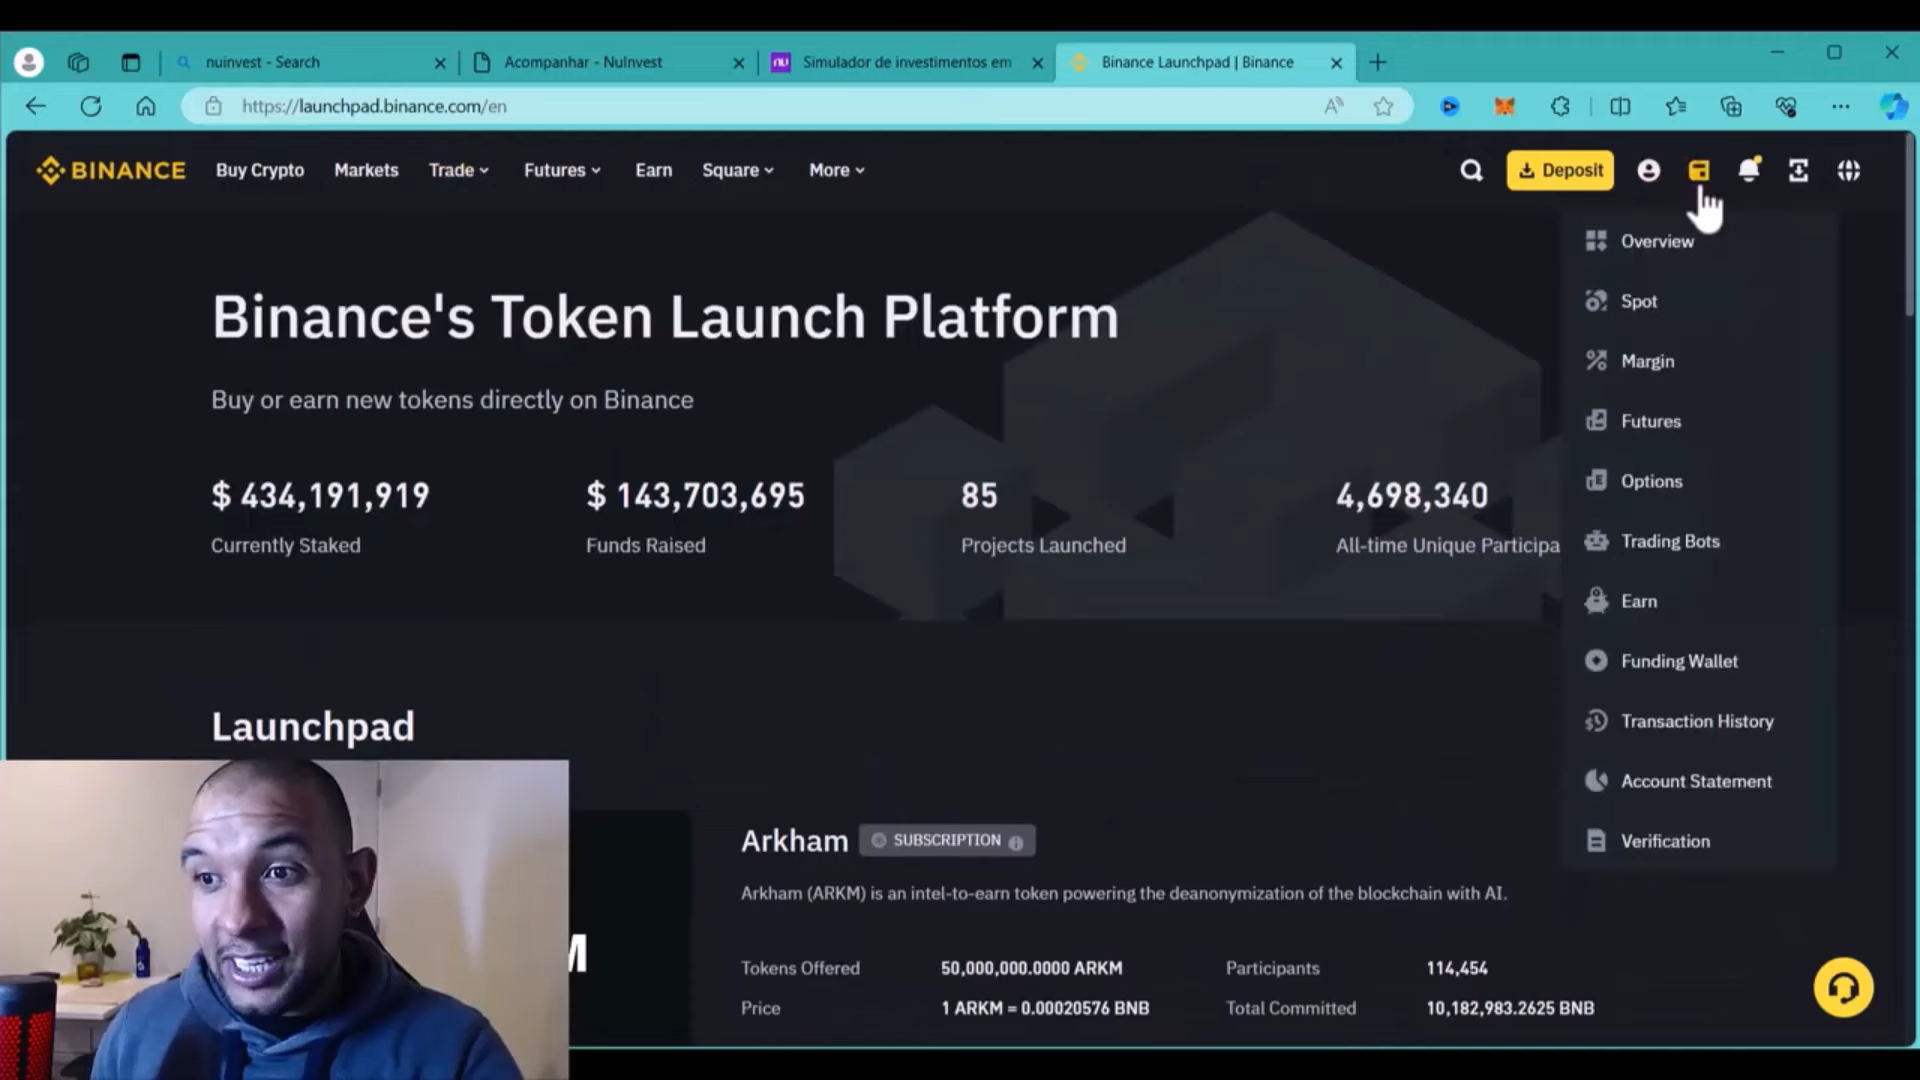 nuinvest - Search
Acompanhar - NuInvest
nu Simulador de investimentos em
Binance Launchpad | Binance
https://launchpad.binance.com/en
BINANCE
Buy Crypto
Markets
Trade
Futures
Earn
Square
More
Deposit
Overview
Spot
Margin
Futures
Options
Trading Bots
Earn
Funding Wallet
Transaction History
Account Statement
Verification
Binance's Token Launch Platform
Buy or earn new tokens directly on Binance
$ 434,191,919
$ 143,703,695
85
4,698,340
Currently Staked
Funds Raised
Projects Launched
All-time Unique Participa
Launchpad
M
Arkham SUBSCRIPTION
Arkham (ARKM) is an intel-to-earn token powering the deanonymization of the blockchain with AI.
Tokens Offered 50,000,000.0000 ARKM Participants 114,454
Price 1 ARKM = 0.00020576 BNB Total Committed 10,182,983.2625 BNB